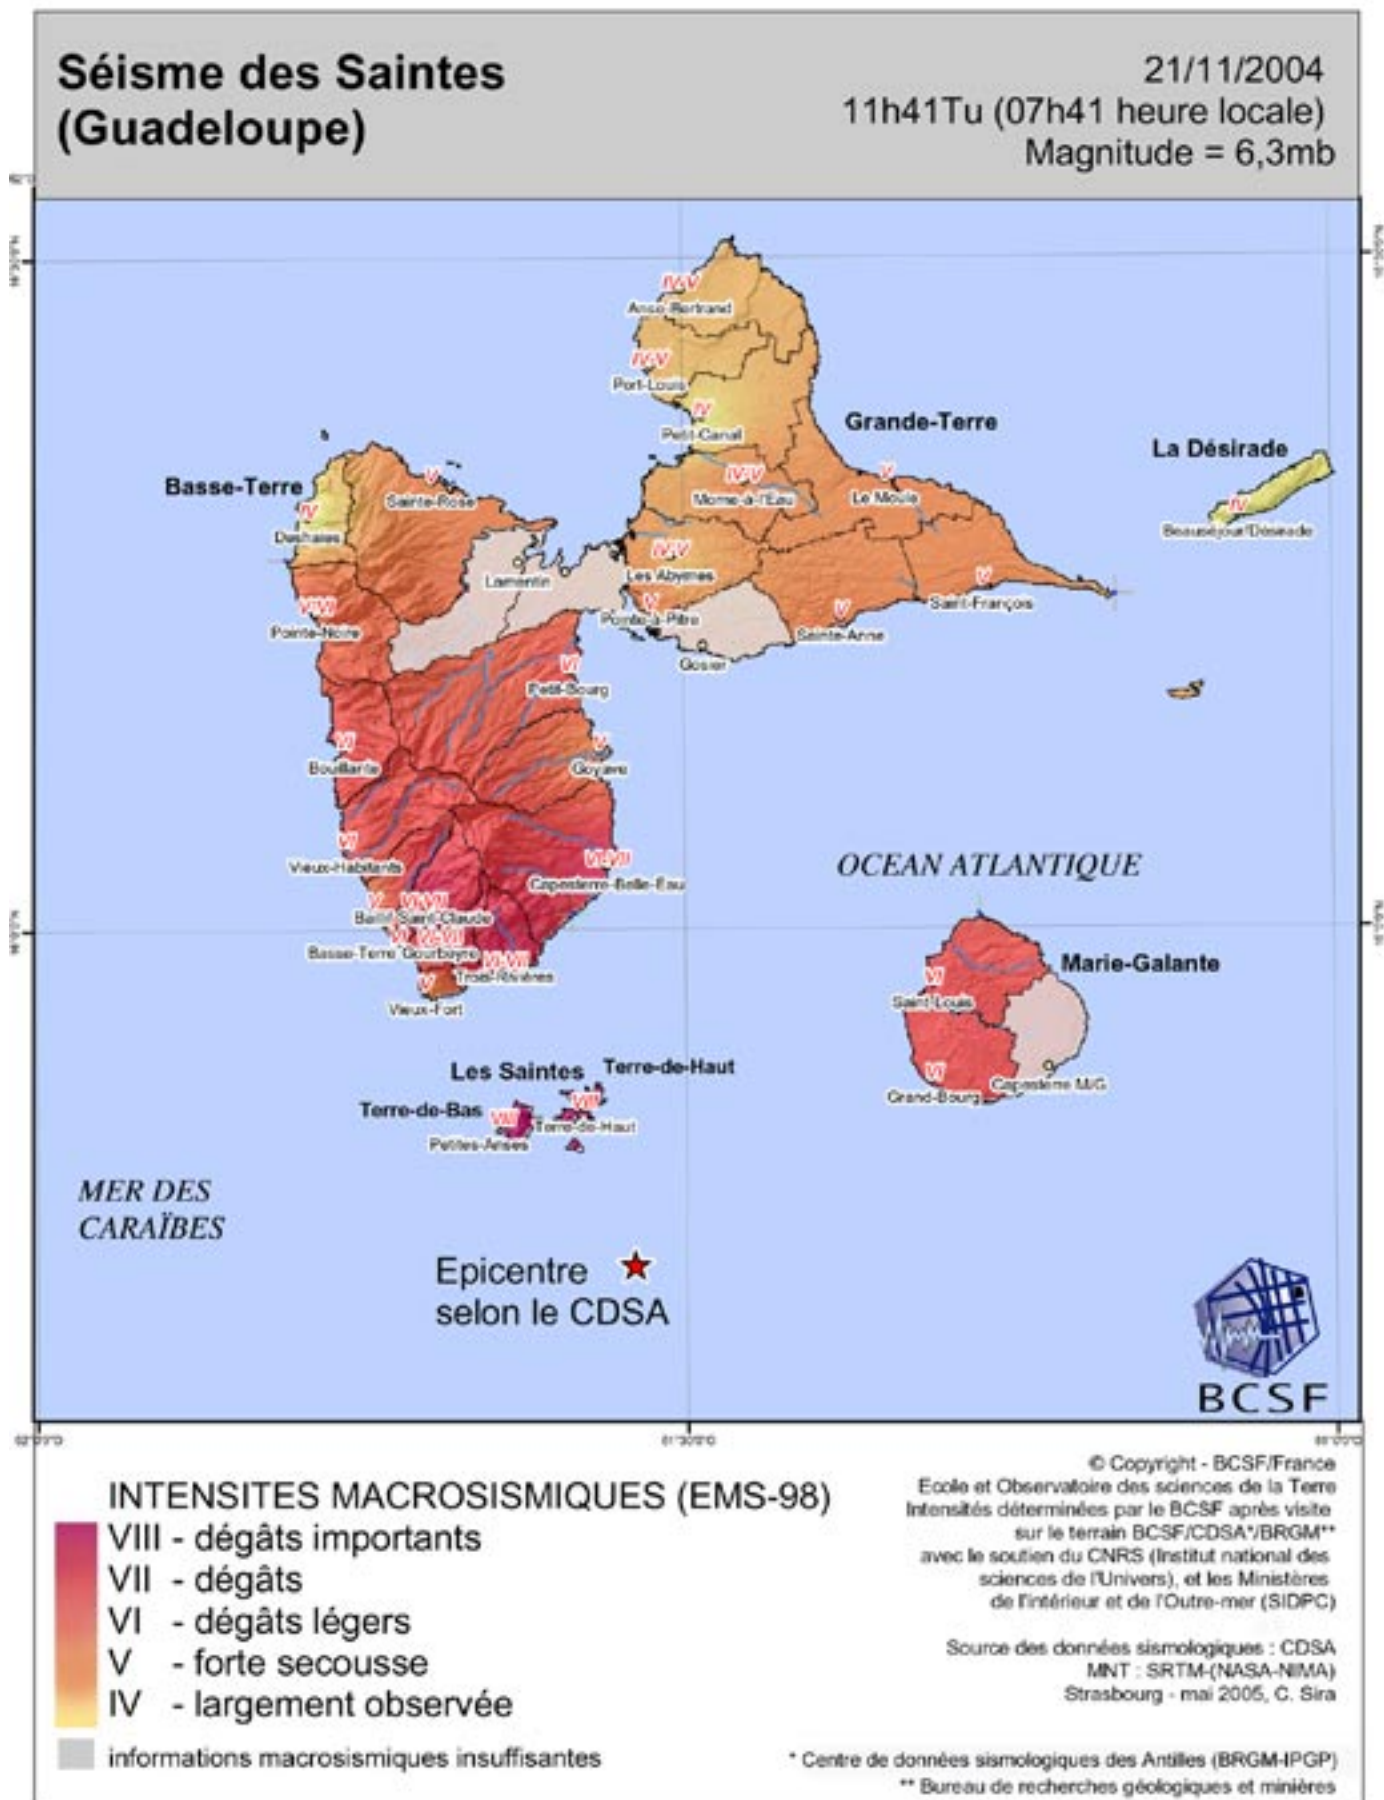 Séisme des Saintes
(Guadeloupe)
21/11/2004
11h41Tu (07h41 heure locale)
Magnitude = 6,3mb
IV-V
Anse-Bertrand
IV-V
Port-Louis
IV
Petit-Canal
Grande-Terre
La Désirade
Basse-Terre
V
Sainte-Rose
IV-V
Morne-à-l'Eau
V
Le Moule
IV
Beauséjour/Désirade
IV
Deshaies
IV-V
Les Abymes
Lamentin
V
Saint-François
V-VI
Pointe-Noire
V
Pointe-à-Pitre
V
Sainte-Anne
Gosier
VI
Petit-Bourg
VI
Bouillante
V
Goyave
VI
Vieux-Habitants
VI-VII
Capesterre-Belle-Eau
OCEAN ATLANTIQUE
V
VI-VII
Baillif
Saint-Claude
VI
VI-VII
Basse-Terre
Gourbeyre
VI-VII
Trois-Rivières
V
Vieux-Fort
Marie-Galante
VI
Saint-Louis
VI
Grand-Bourg
Capesterre M/G
Les Saintes
Terre-de-Haut
Terre-de-Bas
VIII
VIII
Terre-de-Haut
Petites-Anses
MER DES
CARAÏBES
Epicentre
selon le CDSA
BCSF
61°30'0"O
INTENSITES MACROSISMIQUES (EMS-98)
VIII - dégâts importants
VII - dégâts
VI - dégâts légers
V - forte secousse
IV - largement observée
informations macrosismiques insuffisantes
© Copyright - BCSF/France
Ecole et Observatoire des sciences de la Terre
Intensités déterminées par le BCSF après visite
sur le terrain BCSF/CDSA*/BRGM**
avec le soutien du CNRS (Institut national des
sciences de l'Univers), et les Ministères
de l'intérieur et de l'Outre-mer (SIDPC)
Source des données sismologiques : CDSA
MNT : SRTM-(NASA-NIMA)
Strasbourg - mai 2005, C. Sira
* Centre de données sismologiques des Antilles (BRGM-IPGP)
** Bureau de recherches géologiques et minières